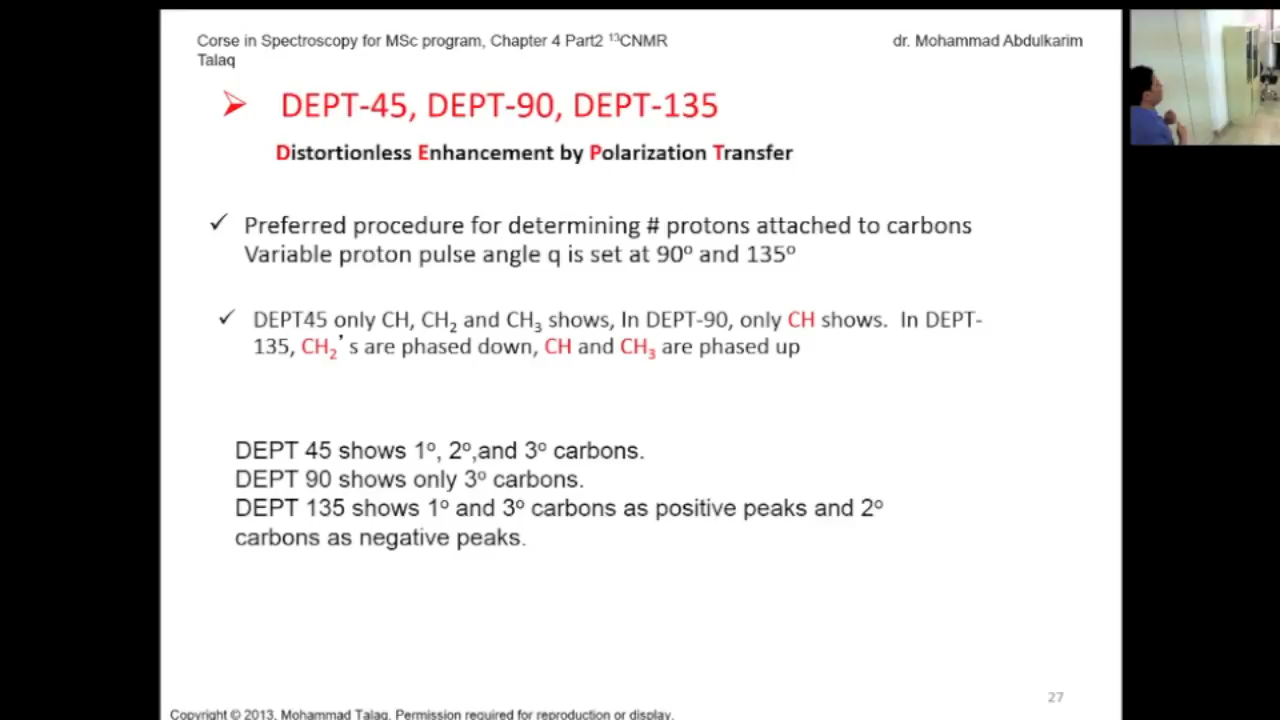 Corse in Spectroscopy for MSc program, Chapter 4 Part2 ¹³CNMR dr. Mohammad Abdulkarim
Talaq
DEPT-45, DEPT-90, DEPT-135
Distortionless Enhancement by Polarization Transfer
✓ Preferred procedure for determining # protons attached to carbons
Variable proton pulse angle q is set at 90º and 135º
✓ DEPT45 only CH, CH₂ and CH₃ shows, In DEPT-90, only CH shows. In DEPT-
135, CH₂’s are phased down, CH and CH₃ are phased up
DEPT 45 shows 1º, 2º,and 3º carbons.
DEPT 90 shows only 3º carbons.
DEPT 135 shows 1º and 3º carbons as positive peaks and 2º
carbons as negative peaks.
27
Copyright © 2013, Mohammad Talaq. Permission required for reproduction or display.